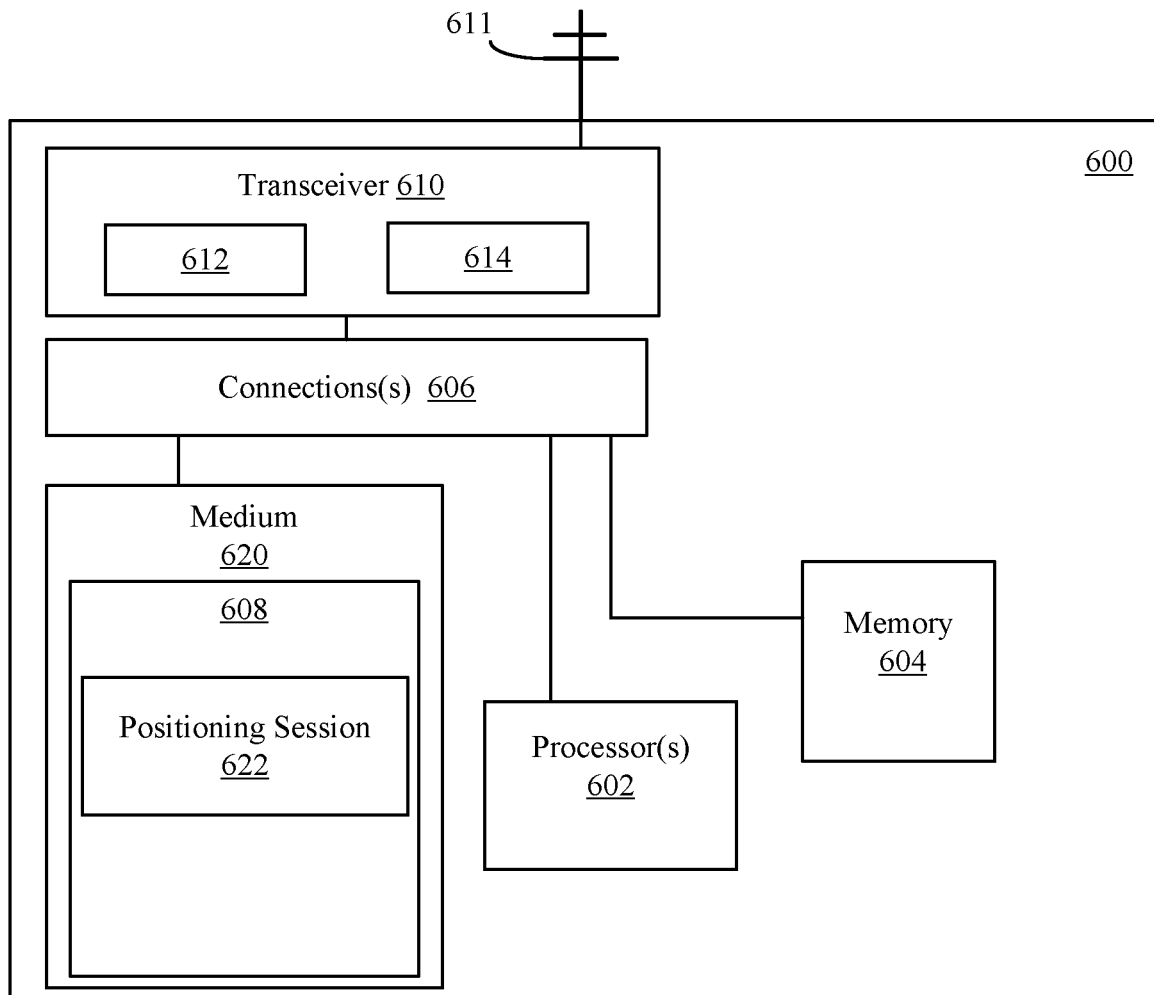 611
600
Transceiver 610
612
614
Connections(s) 606
Medium
620
608
Positioning Session
622
Processor(s)
602
Memory
604